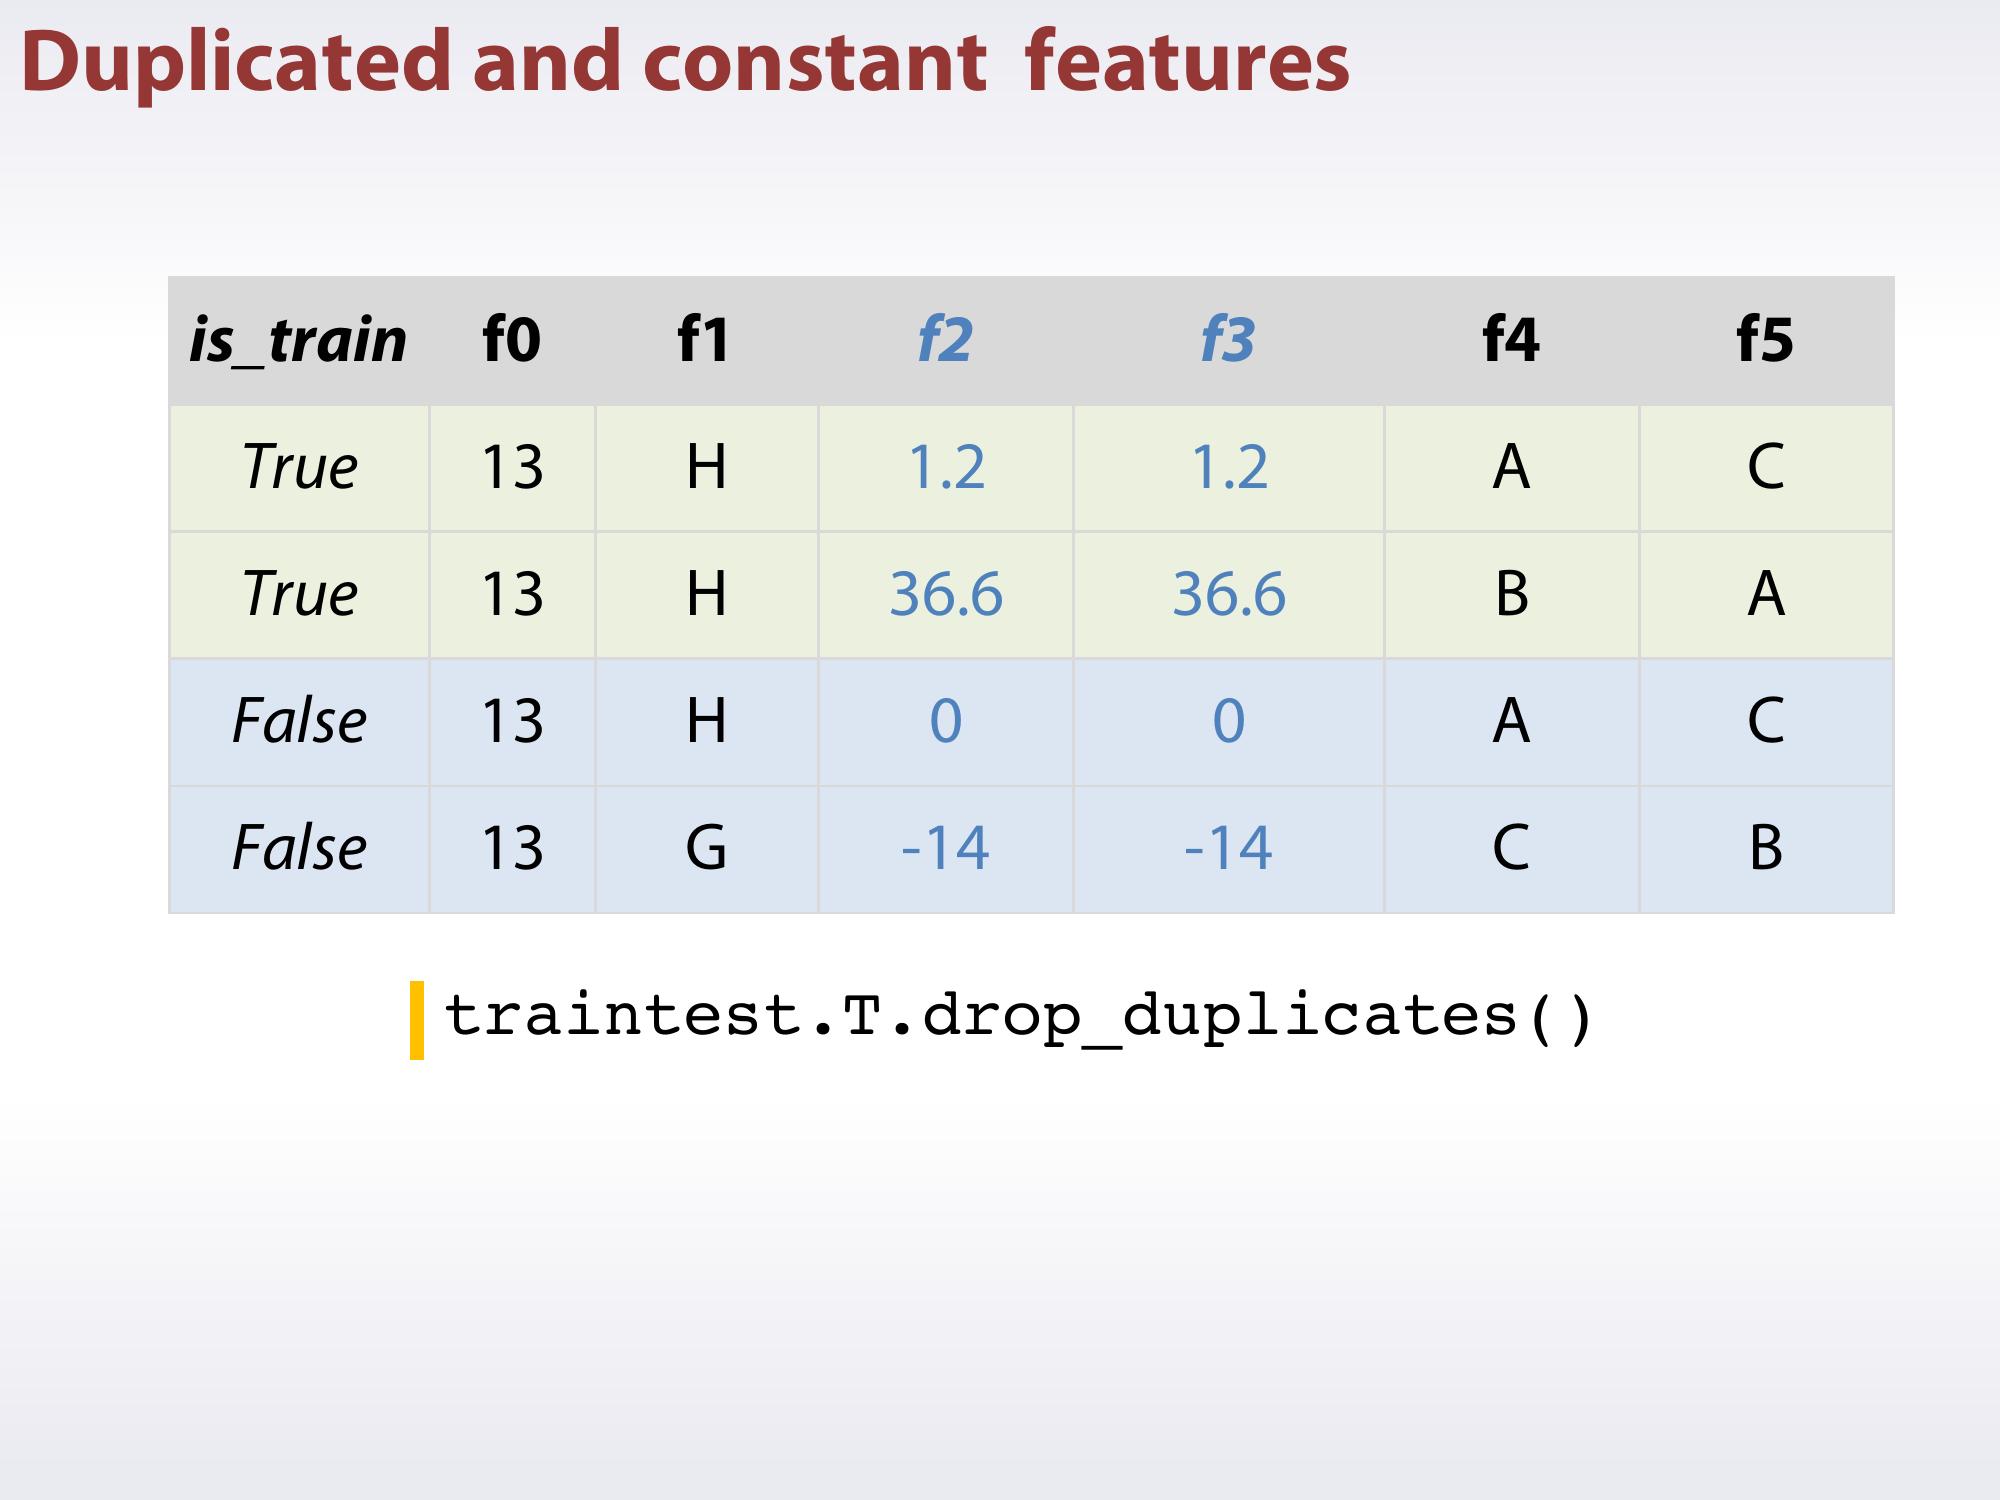 Duplicated and constant features
is_train f0 f1 f2 f3 f4 f5
True 13 H 1.2 1.2 A C
True 13 H 36.6 36.6 B A
False 13 H 0 0 A C
False 13 G -14 -14 C B
traintest.T.drop_duplicates()